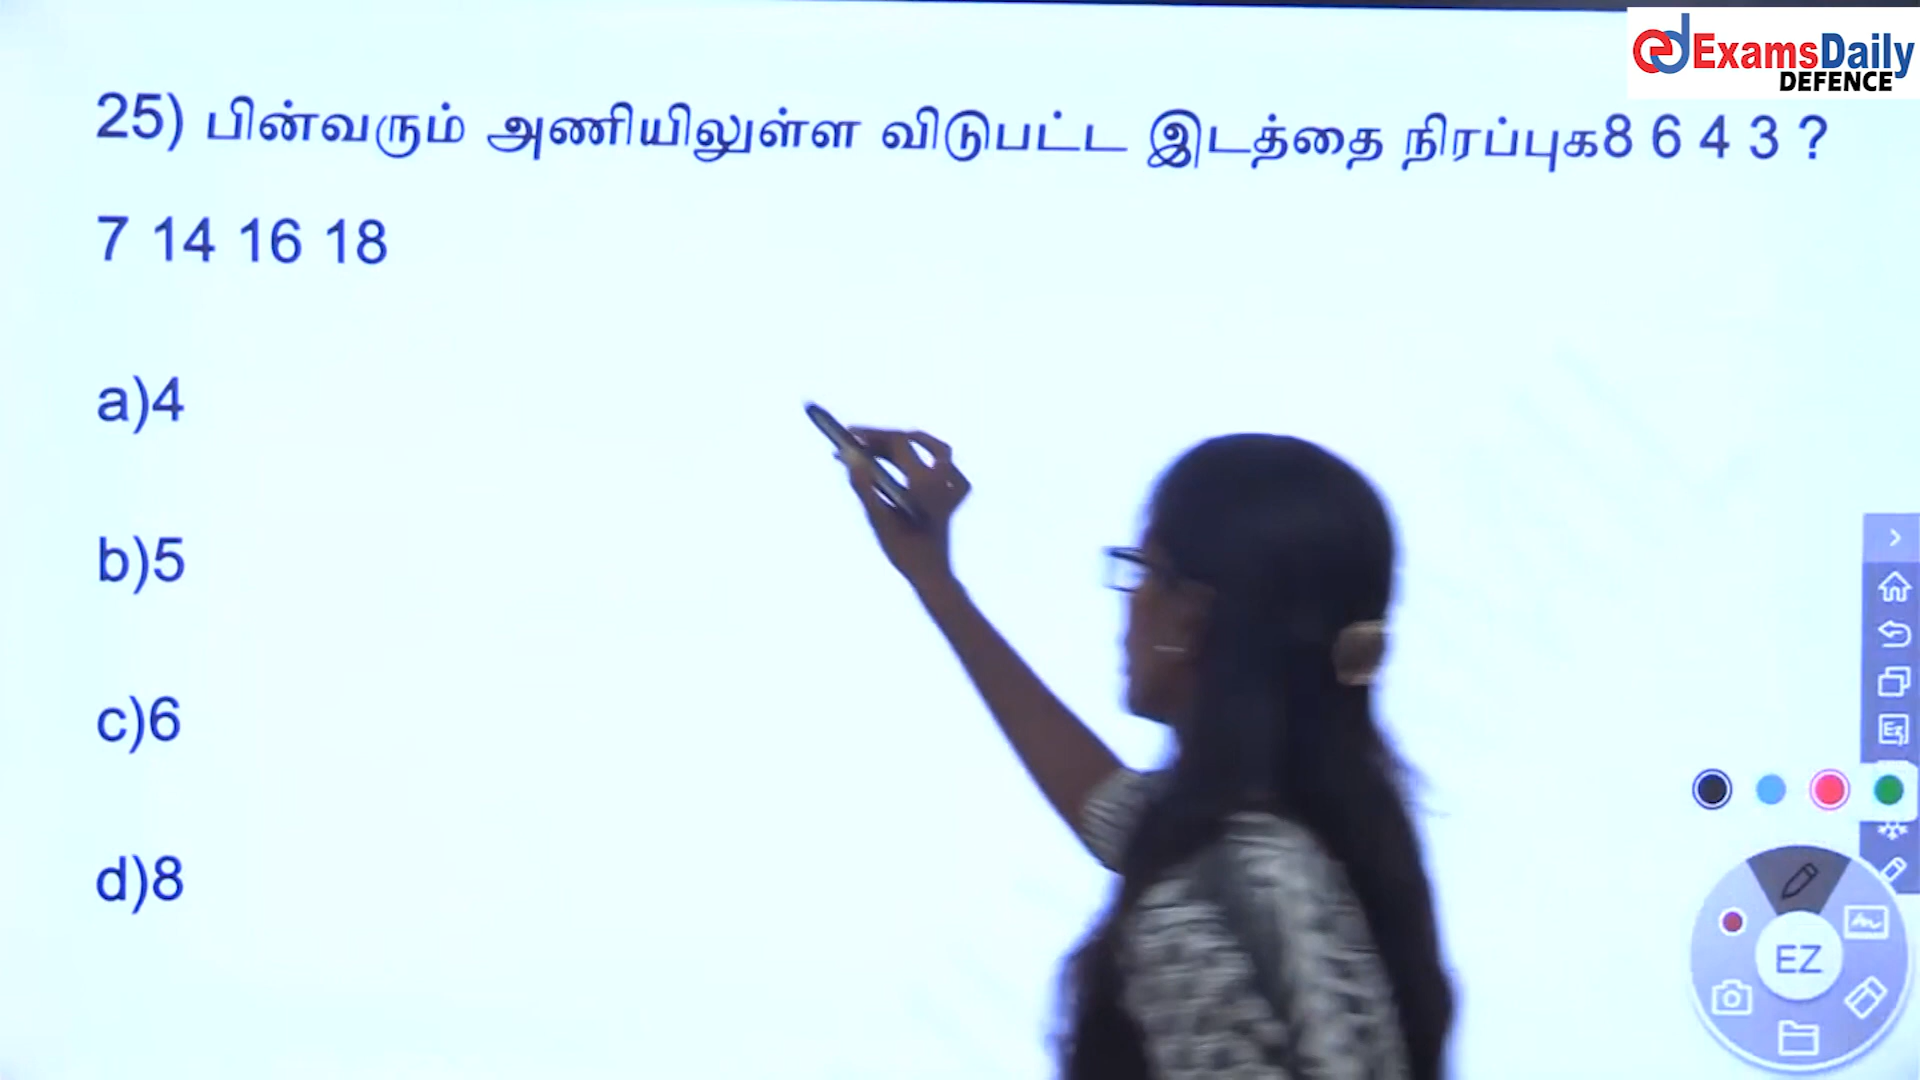 ExamsDaily
DEFENCE
25) பின்வரும் அணியிலுள்ள விடுபட்ட இடத்தை நிரப்புக8 6 4 3 ?
7 14 16 18
a)4
b)5
c)6
d)8
EZ